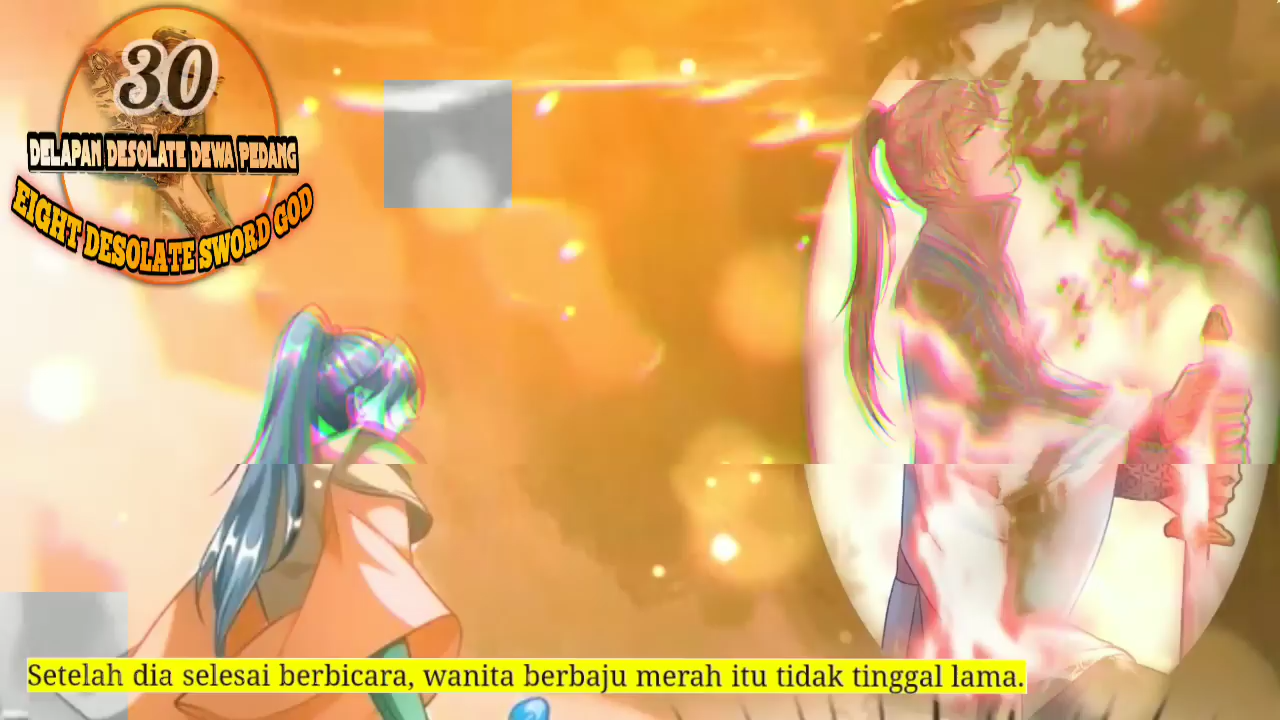 30
DELAPAN DESOLATE DEWA PEDANG
EIGHT DESOLATE SWORD GOD
Setelah dia selesai berbicara, wanita berbaju merah itu tidak tinggal lama.